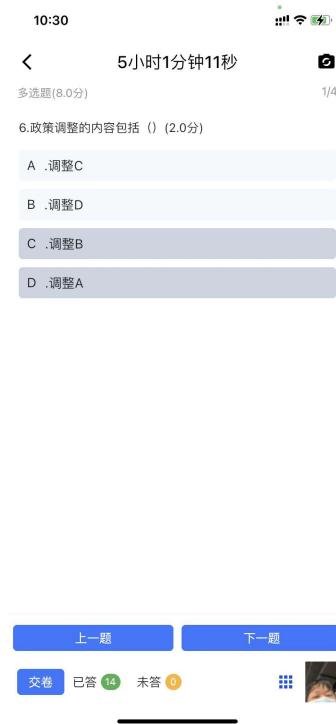 10:30
5小时1分钟11秒
多选题(8.0分)
1/4
6.政策调整的内容包括（）(2.0分)
A .调整C
B .调整D
C .调整B
D .调整A
上一题 下一题
交卷 已答 14 未答 0